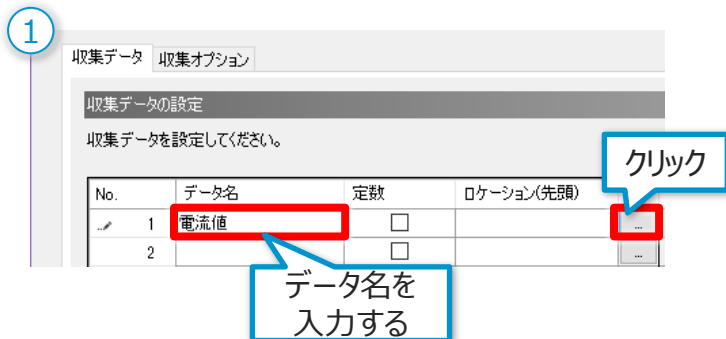 1
収集データ 収集オプション
収集データの設定
収集データを設定してください。
クリック
No. データ名 定数 ロケーション(先頭)
1 電流値 ...
2 ...
データ名を
入力する